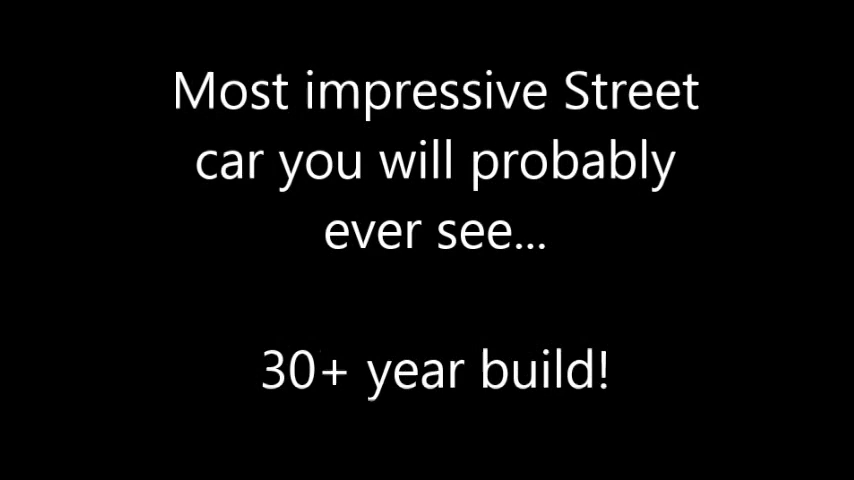 Most impressive Street
car you will probably
ever see...
30+ year build!